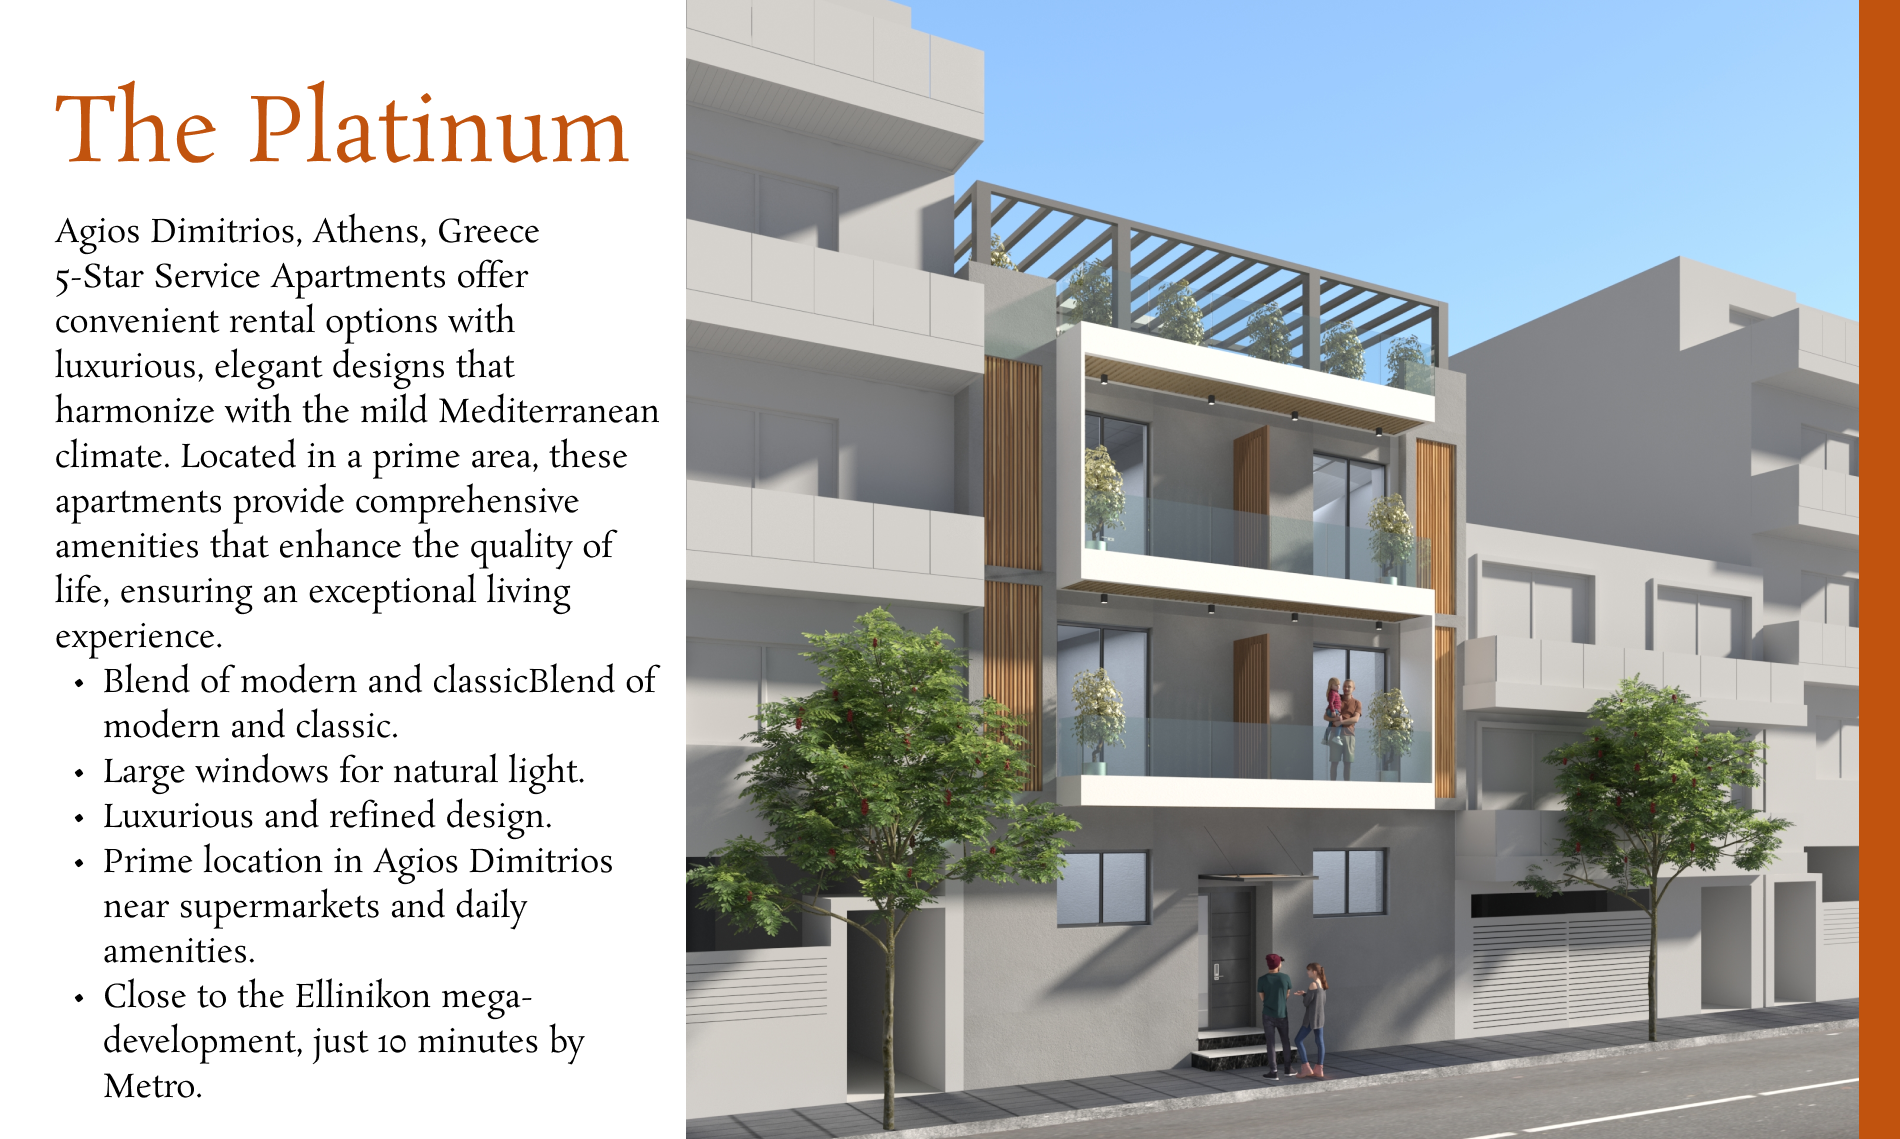 The Platinum
Agios Dimitrios, Athens, Greece
5-Star Service Apartments offer
convenient rental options with
luxurious, elegant designs that
harmonize with the mild Mediterranean
climate. Located in a prime area, these
apartments provide comprehensive
amenities that enhance the quality of
life, ensuring an exceptional living
experience.
• Blend of modern and classicBlend of
modern and classic.
• Large windows for natural light.
• Luxurious and refined design.
• Prime location in Agios Dimitrios
near supermarkets and daily
amenities.
• Close to the Ellinikon mega-
development, just 10 minutes by
Metro.